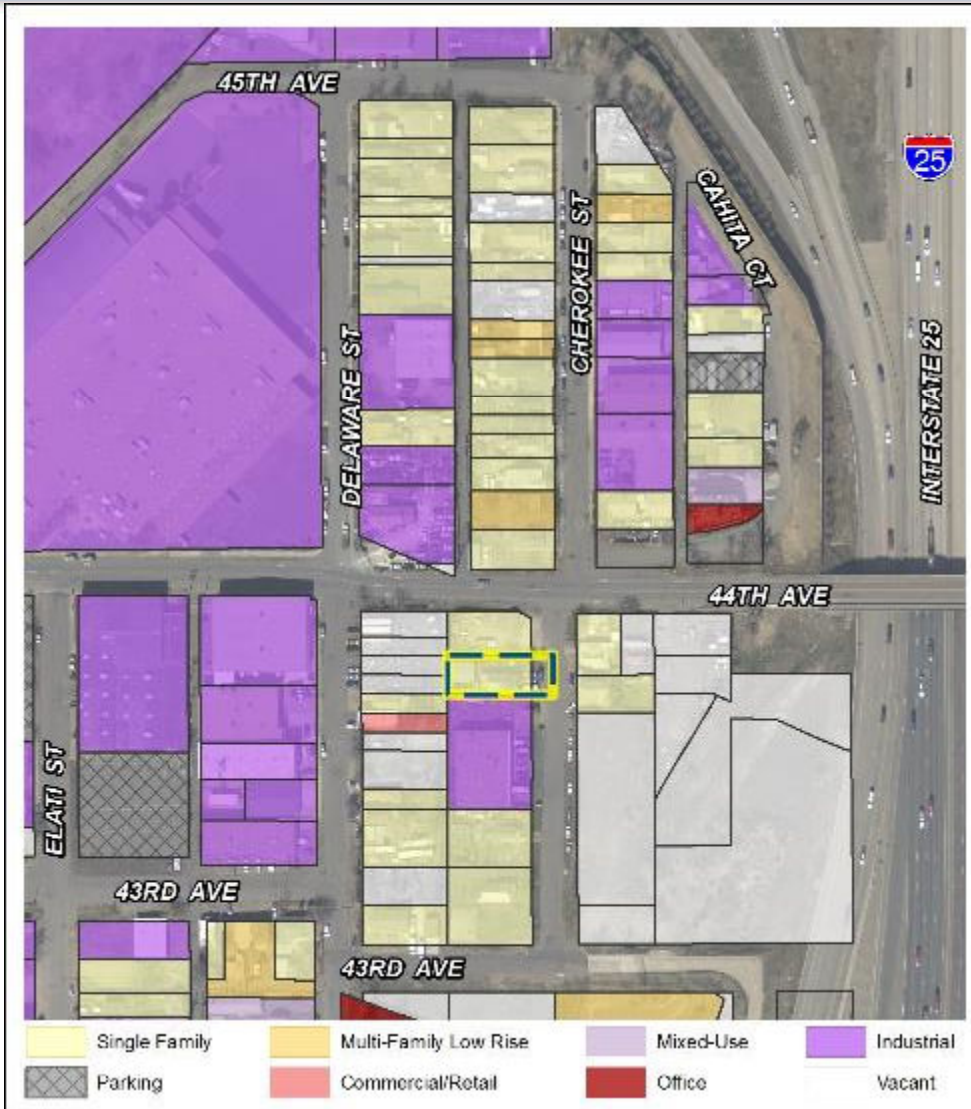 45TH AVE
25
CAHITA CT
CHEROKEE ST
DELAWARE ST
INTERSTATE 25
44TH AVE
ELATI ST
43RD AVE
43RD AVE
Single Family
Multi-Family Low Rise
Mixed-Use
Industrial
Parking
Commercial/Retail
Office
Vacant